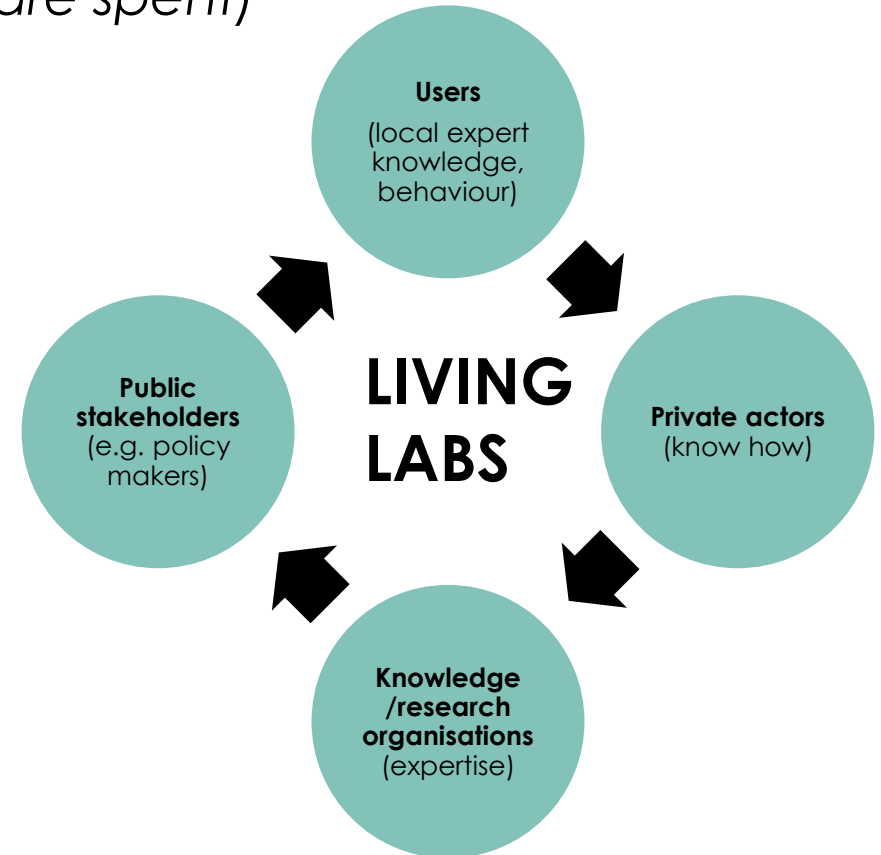 are spent)
Users
(local expert
knowledge,
behaviour)
LIVING
LABS
Public
stakeholders
(e.g. policy
makers)
Private actors
(know how)
Knowledge
/research
organisations
(expertise)